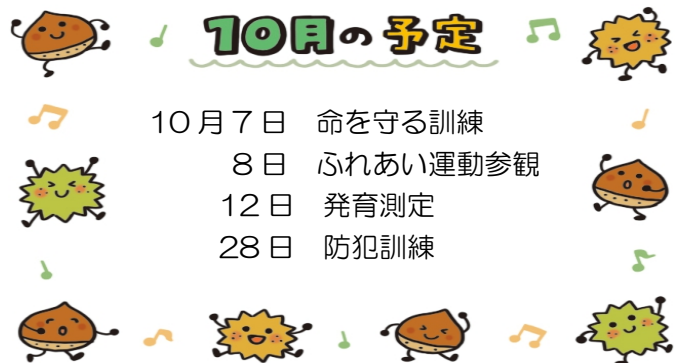 10月の予定
10月7日 命を守る訓練
8日 ふれあい運動参観
12日 発育測定
28日 防犯訓練